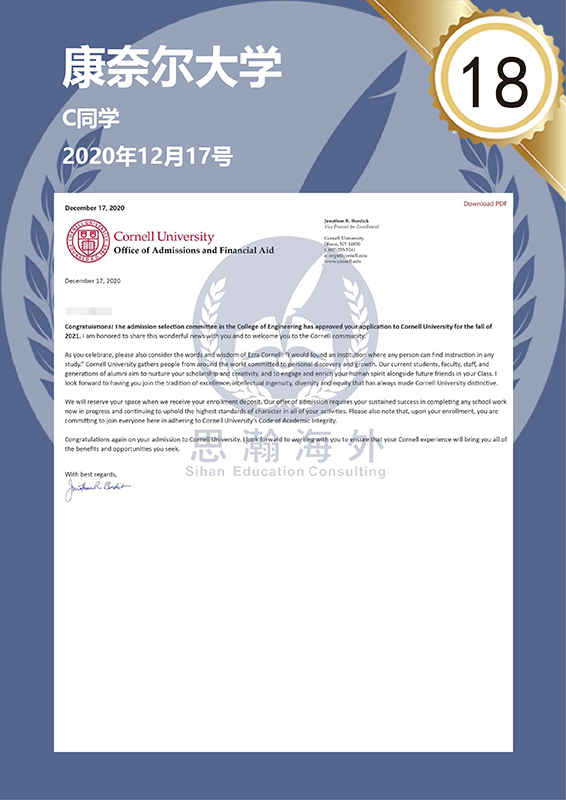 康奈尔大学
C同学
2020年12月17号
18
Download PDF
December 17, 2020
Cornell University
Office of Admissions and Financial Aid
Jonathan R. Burdick
Vice Provost for Enrollment
Cornell University
Ithaca, NY 14850
www.cornell.edu
December 17, 2020
Congratulations! The admission selection committee in the College of Engineering has approved your application to Cornell University for the fall of
2021. I am honored to share this wonderful news with you and to welcome you to the Cornell community.
As you celebrate, please also consider the words and wisdom of Ezra Cornell: "I would found an institution where any person can find instruction in any
study." Cornell University gathers people from around the world committed to personal discovery and growth. Our current students, faculty, staff, and
generations of alumni aim to nurture your scholarship and creativity, and to engage and enrich your human spirit alongside future friends in your Class. I
look forward to having you join the tradition of excellence, intellectual ingenuity, diversity and equity that has always made Cornell University distinctive.
We will reserve your space when we receive your enrollment deposit. Our offer of admission requires your sustained success in completing any school work
now in progress and continuing to uphold the highest standards of character in all of your activities. Please also note that, upon your enrollment, you are
committing to join everyone here in adhering to Cornell University's Code of Academic Integrity.
Congratulations again on your admission to Cornell University. I look forward to working with you to ensure that your Cornell experience will bring you all of
the benefits and opportunities you seek.
思瀚海外
Sihan Education Consulting
With best regards,